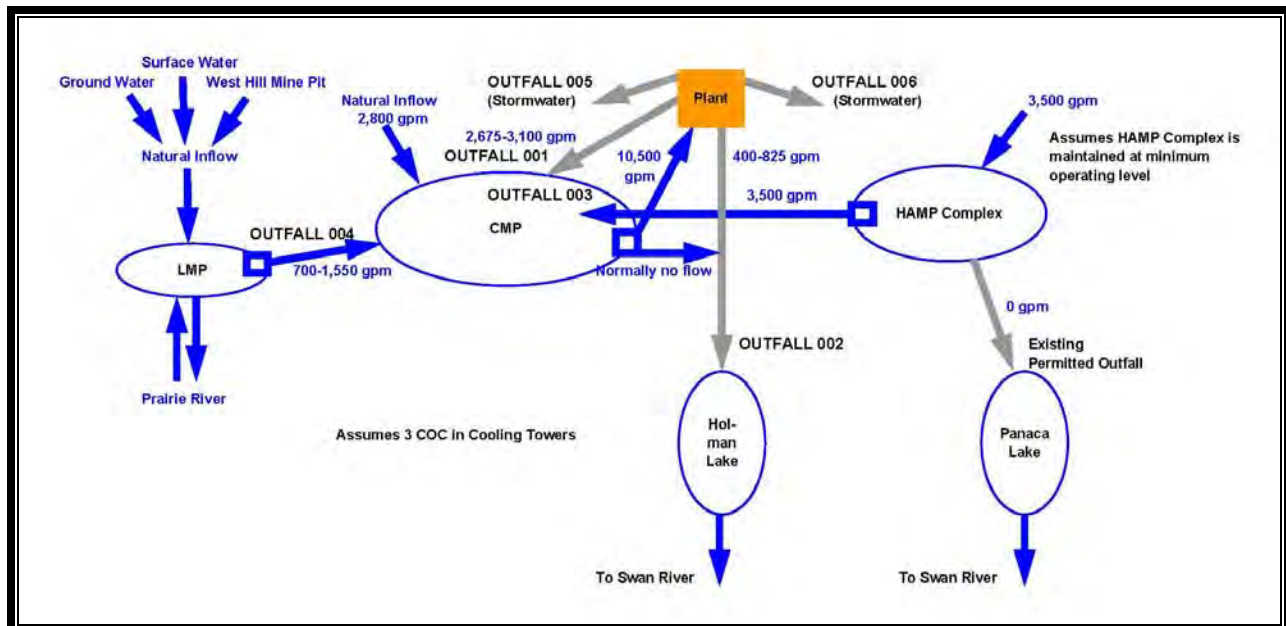 Surface Water
Ground Water
West Hill Mine Pit
Natural Inflow
OUTFALL 004
700-1,550 gpm
LMP
Prairie River
Natural Inflow
2,800 gpm
OUTFALL 005
(Stormwater)
Plant
OUTFALL 006
(Stormwater)
2,675-3,100 gpm
OUTFALL 001
10,500
gpm
400-825 gpm
OUTFALL 003
CMP
Normally no flow
3,500 gpm
3,500 gpm
Assumes HAMP Complex is
maintained at minimum
operating level
HAMP Complex
0 gpm
Existing
Permitted Outfall
OUTFALL 002
Hol-
man
Lake
Panaca
Lake
Assumes 3 COC in Cooling Towers
To Swan River
To Swan River